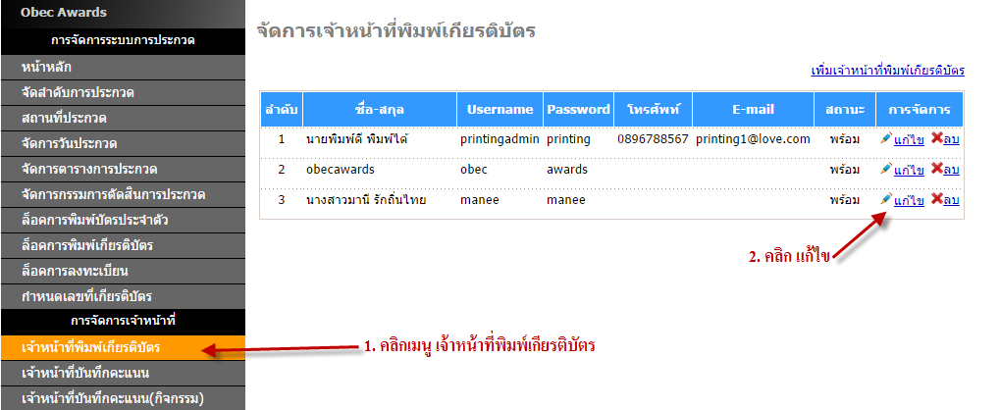 Obec Awards
การจัดการระบบการประกวด
หน้าหลัก
จัดลำดับการประกวด
สถานที่ประกวด
จัดการวันประกวด
จัดการตารางการประกวด
จัดการกรรมการตัดสินการประกวด
ล็อคการพิมพ์บัตรประจำตัว
ล็อคการพิมพ์เกียรติบัตร
ล็อคการลงทะเบียน
กำหนดเลขที่เกียรติบัตร
การจัดการเจ้าหน้าที่
เจ้าหน้าที่พิมพ์เกียรติบัตร
เจ้าหน้าที่บันทึกคะแนน
เจ้าหน้าที่บันทึกคะแนน(กิจกรรม)
จัดการเจ้าหน้าที่พิมพ์เกียรติบัตร
เพิ่มเจ้าหน้าที่พิมพ์เกียรติบัตร
ลำดับ ชื่อ-สกุล Username Password โทรศัพท์ E-mail สถานะ การจัดการ
1 นายพิมพ์ดี พิมพ์ได้ printingadmin printing 0896788567 printing1@love.com พร้อม แก้ไข ลบ
2 obecawards obec awards พร้อม แก้ไข ลบ
3 นางสาวมานี รักถิ่นไทย manee manee พร้อม แก้ไข ลบ
2. คลิก แก้ไข
1. คลิกเมนู เจ้าหน้าที่พิมพ์เกียรติบัตร